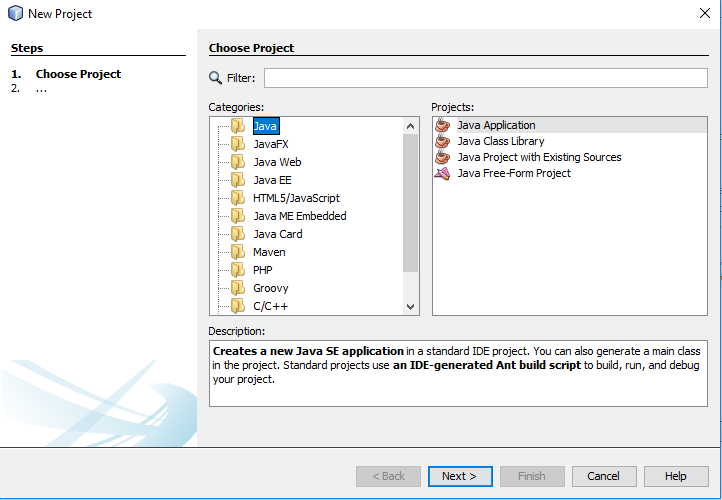 New Project
Steps
1. Choose Project
2. ...
Choose Project
Filter:
Categories:
Java
JavaFX
Java Web
Java EE
HTML5/JavaScript
Java ME Embedded
Java Card
Maven
PHP
Groovy
C/C++
Projects:
Java Application
Java Class Library
Java Project with Existing Sources
Java Free-Form Project
Description:
Creates a new Java SE application in a standard IDE project. You can also generate a main class
in the project. Standard projects use an IDE-generated Ant build script to build, run, and debug
your project.
< Back
Next >
Finish
Cancel
Help